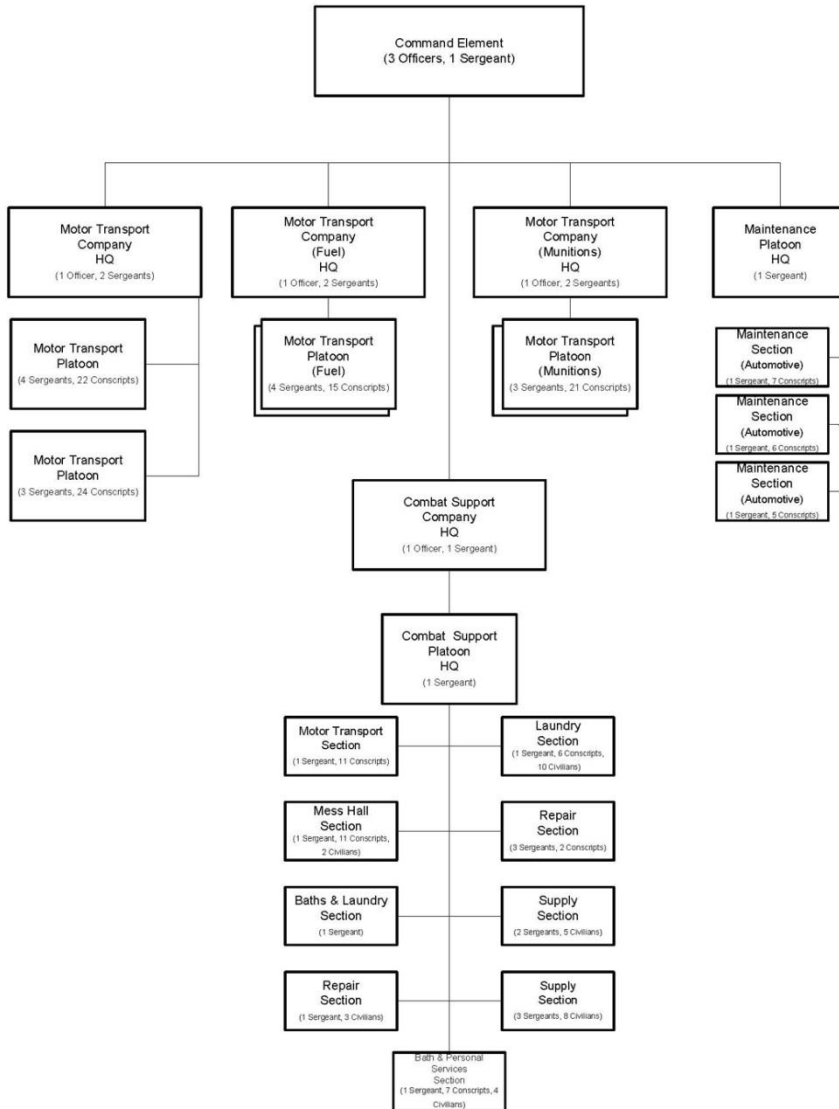 Command Element
(3 Officers, 1 Sergeant)
Motor Transport
Company
HQ
(1 Officer, 2 Sergeants)
Motor Transport
Company
(Fuel)
HQ
(1 Officer, 2 Sergeants)
Motor Transport
Company
(Munitions)
HQ
(1 Officer, 2 Sergeants)
Maintenance
Platoon
HQ
(1 Sergeant)
Motor Transport
Platoon
(4 Sergeants, 22 Conscripts)
Motor Transport
Platoon
(Fuel)
(4 Sergeants, 15 Conscripts)
Motor Transport
Platoon
(Munitions)
(3 Sergeants, 21 Conscripts)
Maintenance
Section
(Automotive)
(1 Sergeant, 7 Conscripts)
Maintenance
Section
(Automotive)
(1 Sergeant, 6 Conscripts)
Motor Transport
Platoon
(3 Sergeants, 24 Conscripts)
Maintenance
Section
(Automotive)
(1 Sergeant, 5 Conscripts)
Combat Support
Company
HQ
(1 Officer, 1 Sergeant)
Combat Support
Platoon
HQ
(1 Sergeant)
Motor Transport
Section
(1 Sergeant, 11 Conscripts)
Laundry
Section
(1 Sergeant, 6 Conscripts,
10 Civilians)
Mess Hall
Section
(1 Sergeant, 11 Conscripts,
2 Civilians)
Repair
Section
(3 Sergeants, 2 Conscripts)
Baths & Laundry
Section
(1 Sergeant)
Supply
Section
(2 Sergeants, 5 Civilians)
Repair
Section
(1 Sergeant, 3 Civilians)
Supply
Section
(3 Sergeants, 8 Civilians)
Bath & Personal
Services
Section
(1 Sergeant, 7 Conscripts, 4
Civilians)